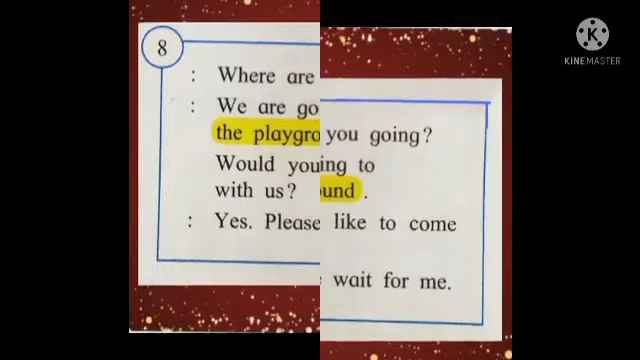 8
: Where are
: We are go
the playgro you going?
Would you ing to
with us? und .
: Yes. Please like to come
wait for me.
K
KINEMASTER